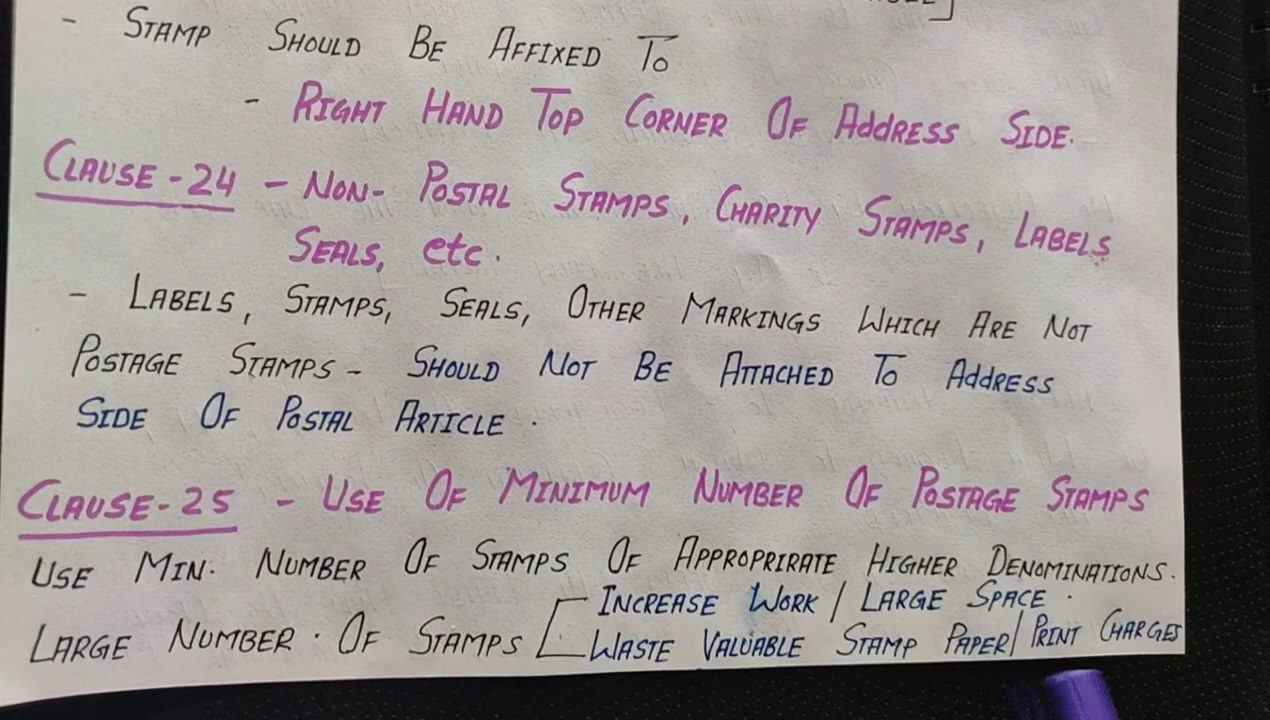 - STAMP SHOULD BE AFFIXED TO
- RIGHT HAND TOP CORNER OF ADDRESS SIDE.
CLAUSE-24 - NON-POSTAL STAMPS, CHARITY STAMPS, LABELS
SEALS, etc.
- LABELS, STAMPS, SEALS, OTHER MARKINGS WHICH ARE NOT
POSTAGE STAMPS - SHOULD NOT BE ATTACHED TO ADDRESS
SIDE OF POSTAL ARTICLE.
CLAUSE-25 - USE OF MINIMUM NUMBER OF POSTAGE STAMPS
USE MIN. NUMBER OF STAMPS OF APPROPRIRATE HIGHER DENOMINATIONS.
INCREASE WORK / LARGE SPACE.
LARGE NUMBER. OF STAMPS
WASTE VALUABLE STAMP PAPER/ PRINT CHARGES